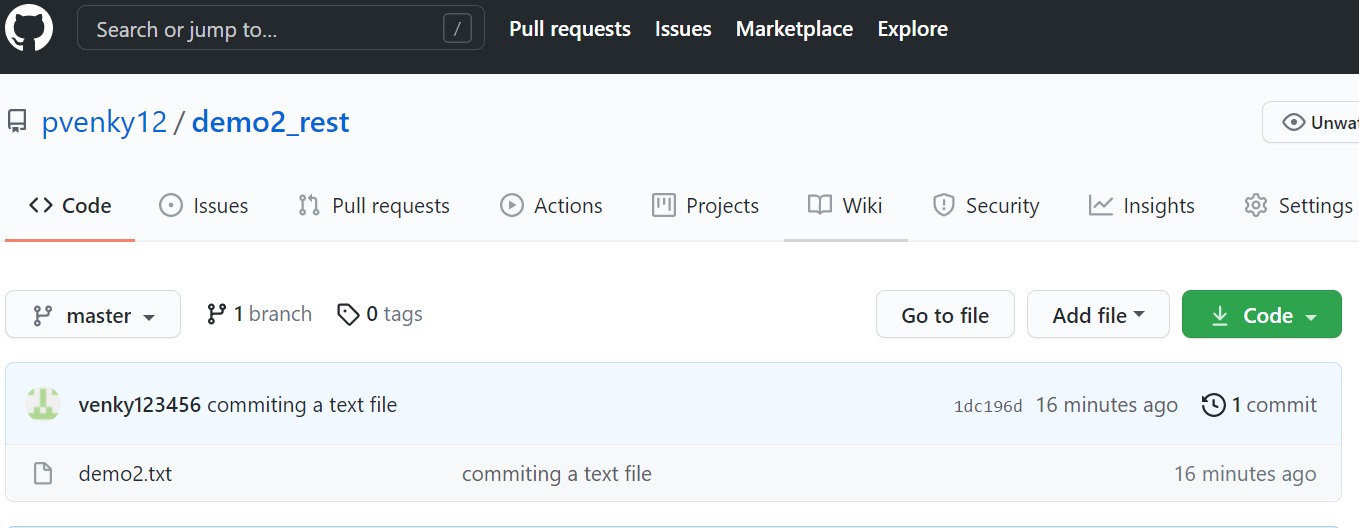 Search or jump to... / Pull requests Issues Marketplace Explore
pvenky12 / demo2_rest Unwat
Code Issues Pull requests Actions Projects Wiki Security Insights Settings
master 1 branch 0 tags Go to file Add file Code
venky123456 commiting a text file 1dc196d 16 minutes ago 1 commit
demo2.txt commiting a text file 16 minutes ago